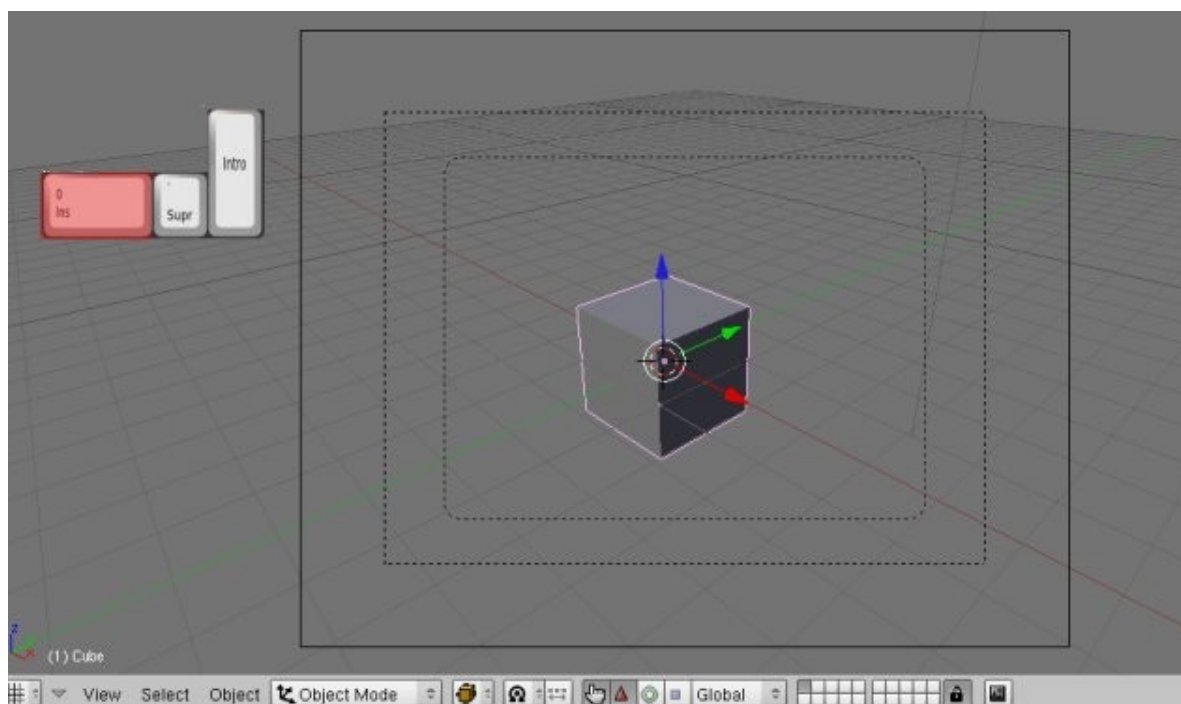 Intro
0
Ins
.
Supr
z
x
(1) Cube
View Select Object Object Mode Global